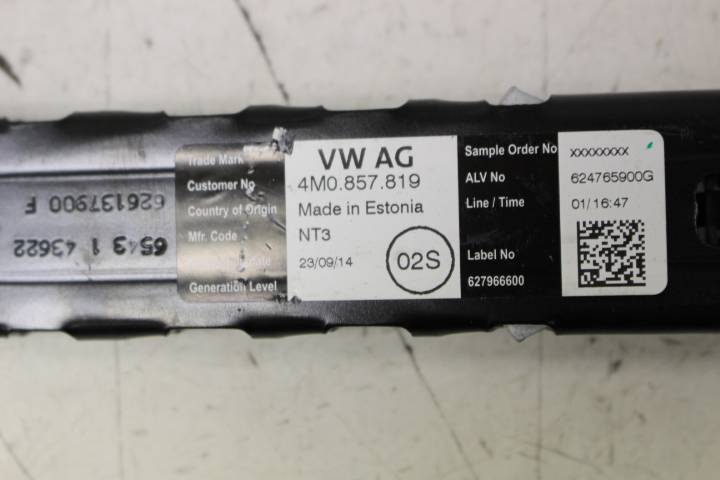 Trade Mark VW AG
Customer No 4M0.857.819
Country of Origin Made in Estonia
Mfr. Code NT3
23/09/14
Generation Level 02S
Sample Order No xxxxxxxx
ALV No 624765900G
Line / Time 01/16:47
Label No
627966600
626137900 F
6543 1 43622